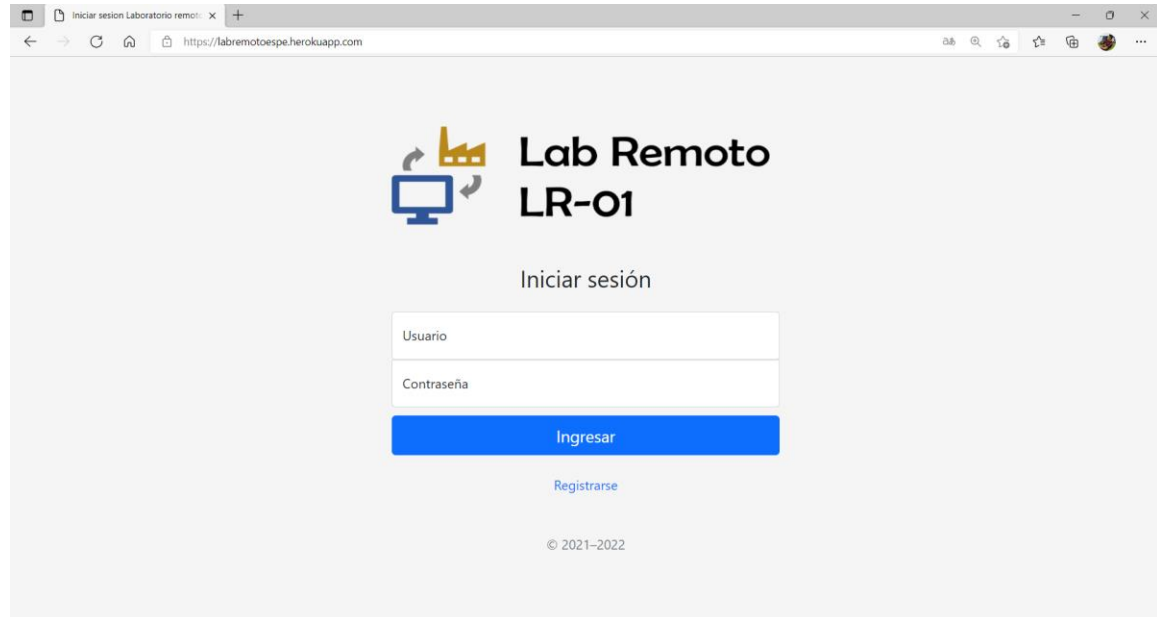 Iniciar sesion Laboratorio remoto
https://labremotoespe.herokuapp.com
Lab Remoto
LR-01
Iniciar sesión
Usuario
Contraseña
Ingresar
Registrarse
© 2021–2022